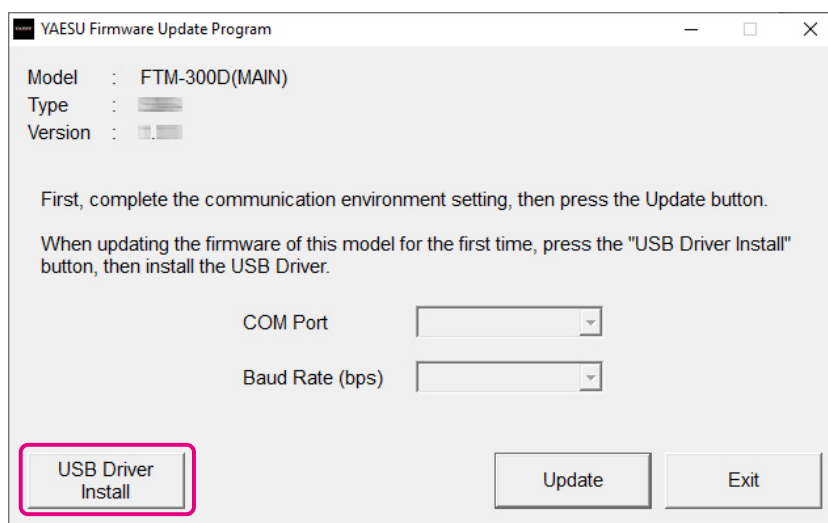 YAESU Firmware Update Program
Model : FTM-300D(MAIN)
Type :
Version :
First, complete the communication environment setting, then press the Update button.
When updating the firmware of this model for the first time, press the "USB Driver Install"
button, then install the USB Driver.
COM Port
Baud Rate (bps)
USB Driver
Install
Update
Exit